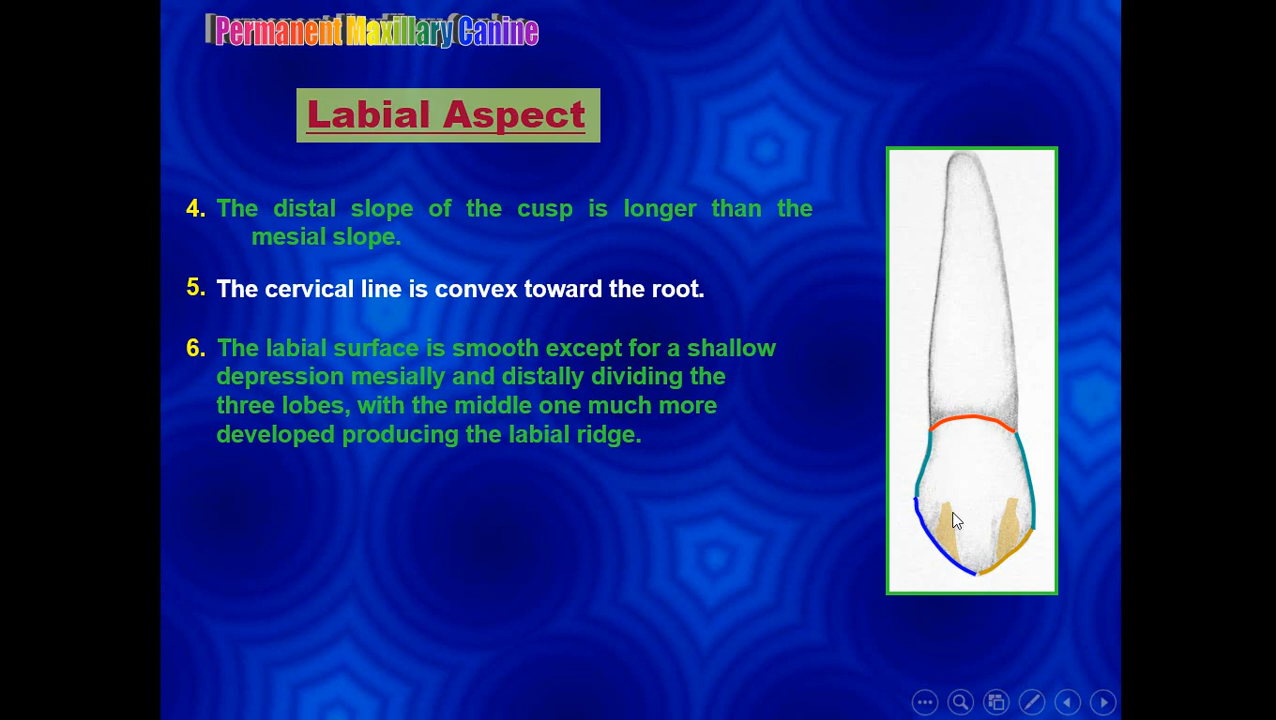 Permanent Maxillary Canine
Labial Aspect
4. The distal slope of the cusp is longer than the
mesial slope.
5. The cervical line is convex toward the root.
6. The labial surface is smooth except for a shallow
depression mesially and distally dividing the
three lobes, with the middle one much more
developed producing the labial ridge.